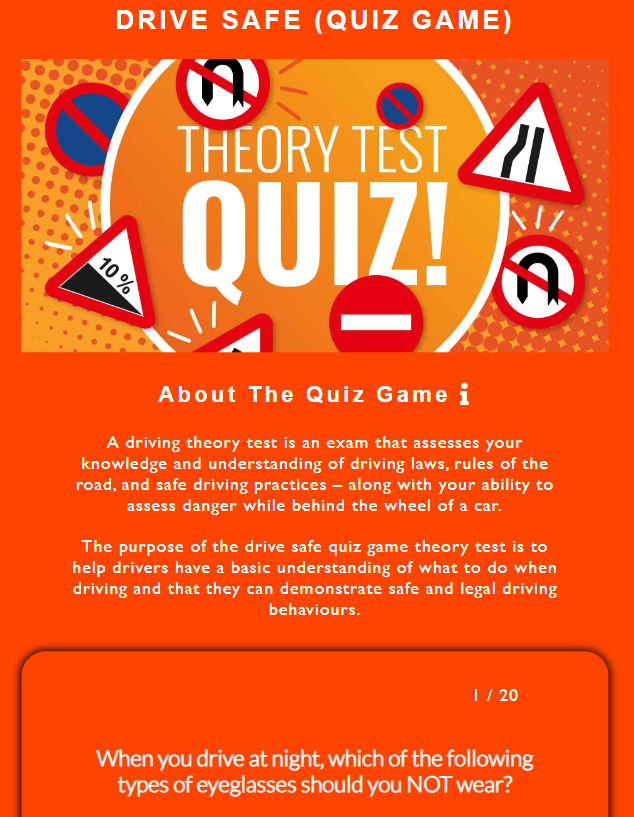 DRIVE SAFE (QUIZ GAME)
THEORY TEST
QUIZ!
10%
About The Quiz Game
A driving theory test is an exam that assesses your
knowledge and understanding of driving laws, rules of the
road, and safe driving practices – along with your ability to
assess danger while behind the wheel of a car.
The purpose of the drive safe quiz game theory test is to
help drivers have a basic understanding of what to do when
driving and that they can demonstrate safe and legal driving
behaviours.
1 / 20
When you drive at night, which of the following
types of eyeglasses should you NOT wear?